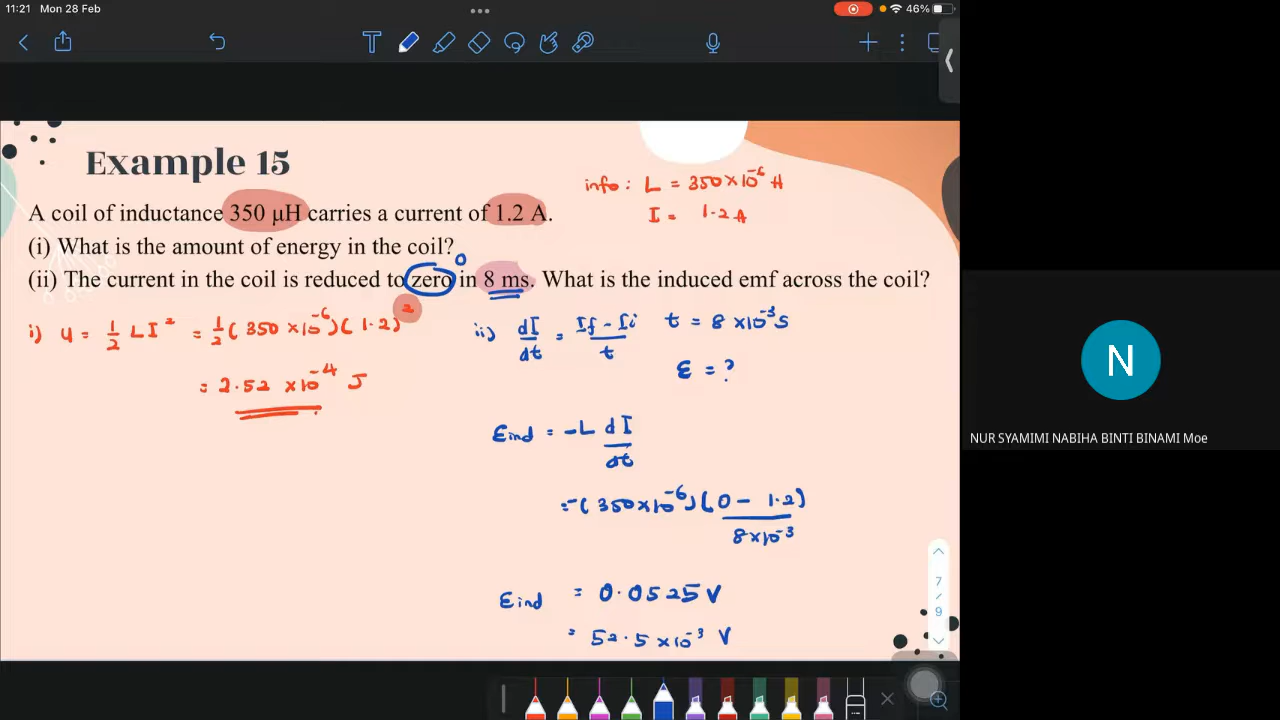 11:21 Mon 28 Feb
46%
T
Example 15
info : L = 350×10⁻⁶ H
I = 1.2A
A coil of inductance 350 μH carries a current of 1.2 A.
(i) What is the amount of energy in the coil?
0
(ii) The current in the coil is reduced to zero in 8 ms. What is the induced emf across the coil?
i) U = 1/2 LI² = 1/2 (350 ×10⁻⁶)(1.2)²
= 2.52 ×10⁻⁴ J
ii) dI/dt = If - Ii/t t = 8 ×10⁻³s
ε = ?
εind = -L dI/dt
= -(350×10⁻⁶)(0 - 1.2)/8×10⁻³
εind = 0.0525 V
= 52.5 ×10⁻³ V
7
/
9
N
NUR SYAMIMI NABIHA BINTI BINAMI Moe